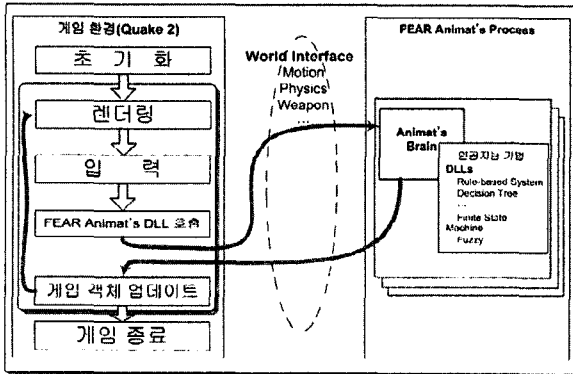 게임 환경(Quake 2)
초 기 화
렌더링
입 력
FEAR Animat's DLL 호출
게임 객체 업데이트
게임 종료
World Interface
Motion
Physics
Weapon
...
FEAR Animat's Process
Animat's
Brain
인공지능 기법
DLLs
Rule-based System
Decision Tree
...
Finite State
Machine
Fuzzy